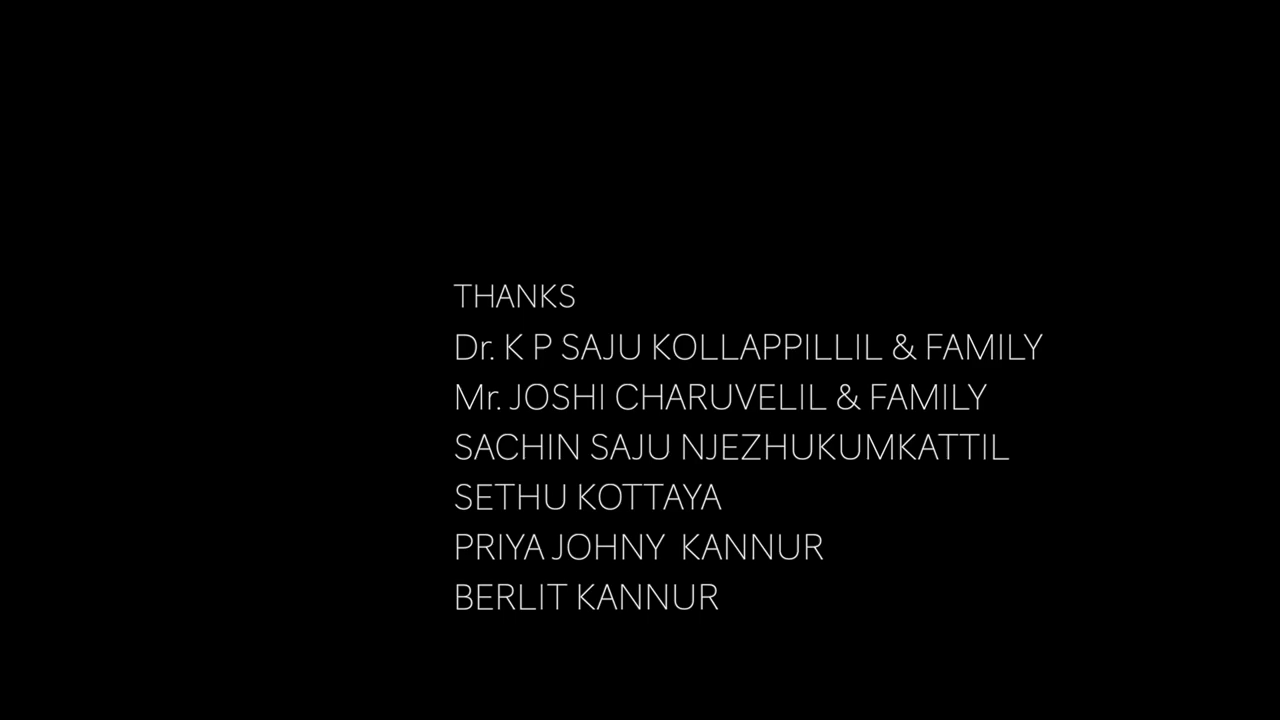 THANKS
Dr. K P SAJU KOLLAPPILLIL & FAMILY
Mr. JOSHI CHARUVELIL & FAMILY
SACHIN SAJU NJEZHUKUMKATTIL
SETHU KOTTAYA
PRIYA JOHNY  KANNUR
BERLIT KANNUR